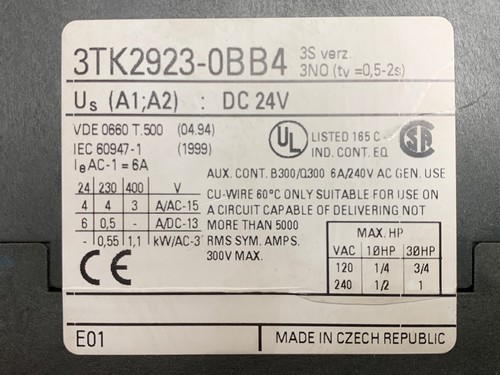 3TK2923-0BB4 3S verz.
3NO (tv =0,5-2s)
Us (A1;A2) : DC 24V
VDE 0660 T.500 (04.94)
IEC 60947-1 (1999)
Ie AC-1 = 6A
UL LISTED 165 C -
IND. CONT. EQ
SA
AUX. CONT. B300/Q300 6A/240V AC GEN. USE
CU-WIRE 60°C ONLY SUITABLE FOR USE ON
A CIRCUIT CAPABLE OF DELIVERING NOT
MORE THAN 5000
RMS SYM. AMPS.
300V MAX.
24 230 400 V
4 4 3 A/AC-15
6 0,5 - A/DC-13
- 0,55 1,1 kW/AC-3
CE
MAX. HP
VAC 1ØHP 3ØHP
120 1/4 3/4
240 1/2 1
E01 MADE IN CZECH REPUBLIC